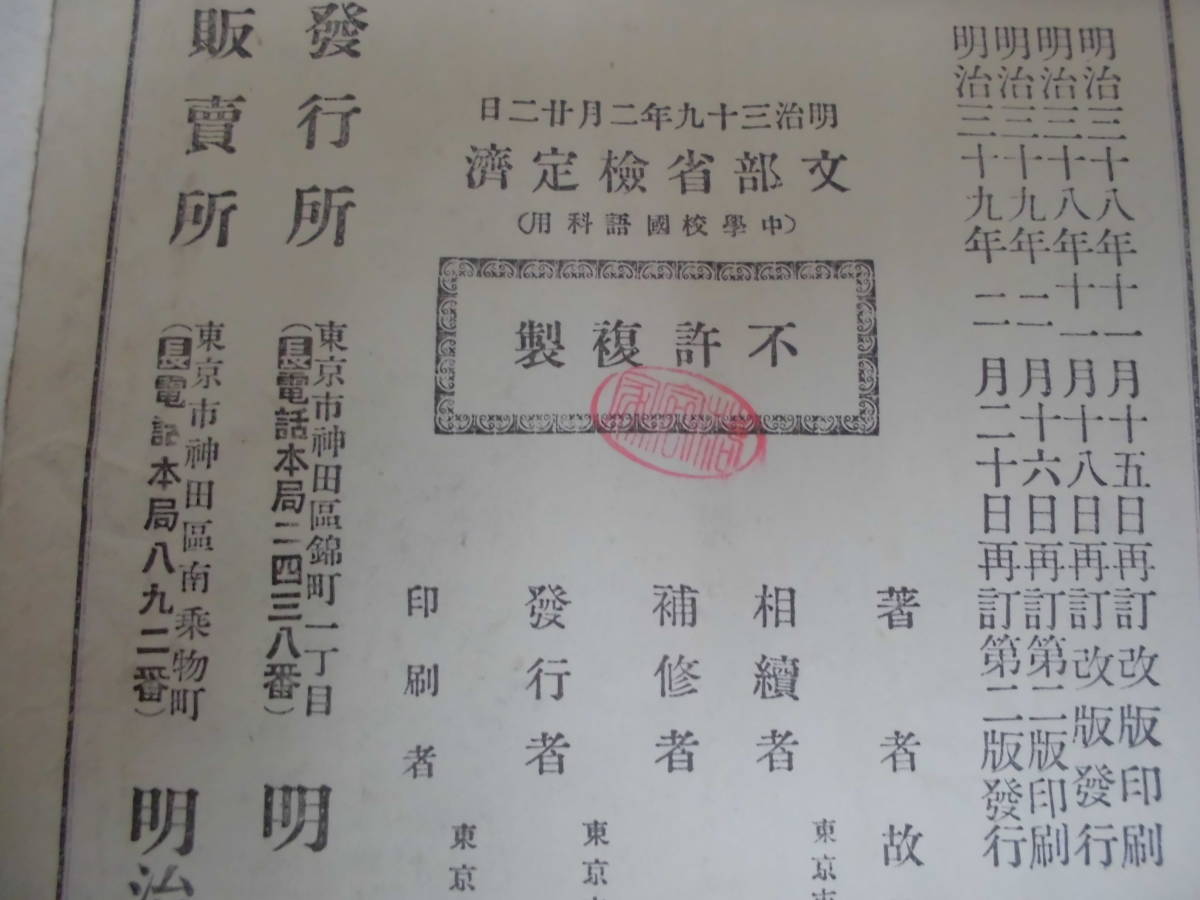 明治三十八年十一月十五日再訂改版印刷
明治三十八年十一月十八日再訂改版發行
明治三十九年二月十六日再訂第二版印刷
明治三十九年二月二十日再訂第二版發行
明治三十九年二月廿二日
文部省檢定濟
（中學校國語科用）
不許複製
著者 故
相續者
東京
補修者
發行者
東京
印刷者
東京
發行所
東京市神田區錦町一丁目
（長電話本局二四三八番）
明
販賣所
東京市神田區南乘物町
（長電話本局八九二番）
明治